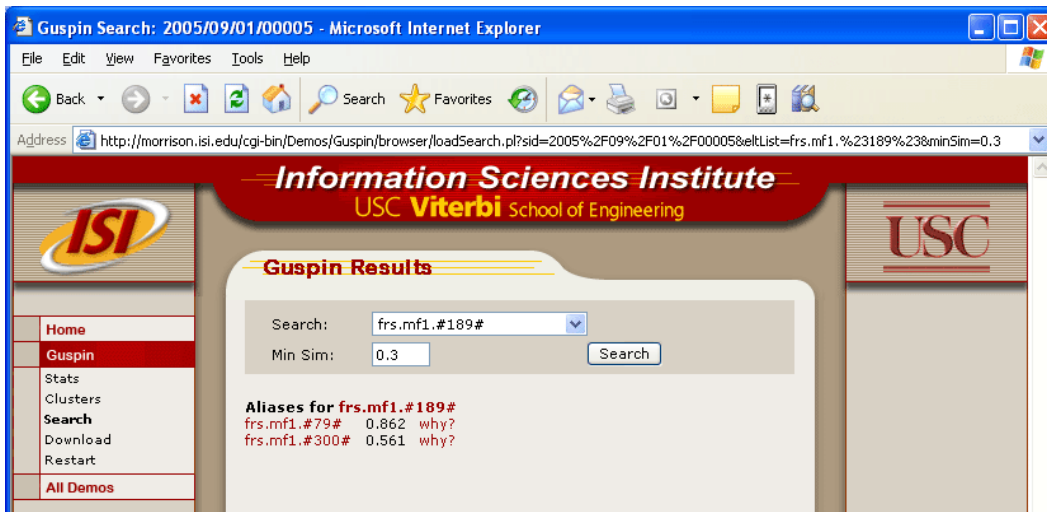 Guspin Search: 2005/09/01/00005 - Microsoft Internet Explorer
File Edit View Favorites Tools Help
Back Search Favorites
Address http://morrison.isi.edu/cgi-bin/Demos/Guspin/browser/loadSearch.pl?sid=2005%2F09%2F01%2F00005&eltList=frs.mf1.%23189%23&minSim=0.3
Information Sciences Institute
USC Viterbi School of Engineering
ISI
USC
Guspin Results
Search: frs.mf1.#189#
Min Sim: 0.3 Search
Home
Guspin
Stats
Clusters
Search
Download
Restart
All Demos
Aliases for frs.mf1.#189#
frs.mf1.#79# 0.862 why?
frs.mf1.#300# 0.561 why?